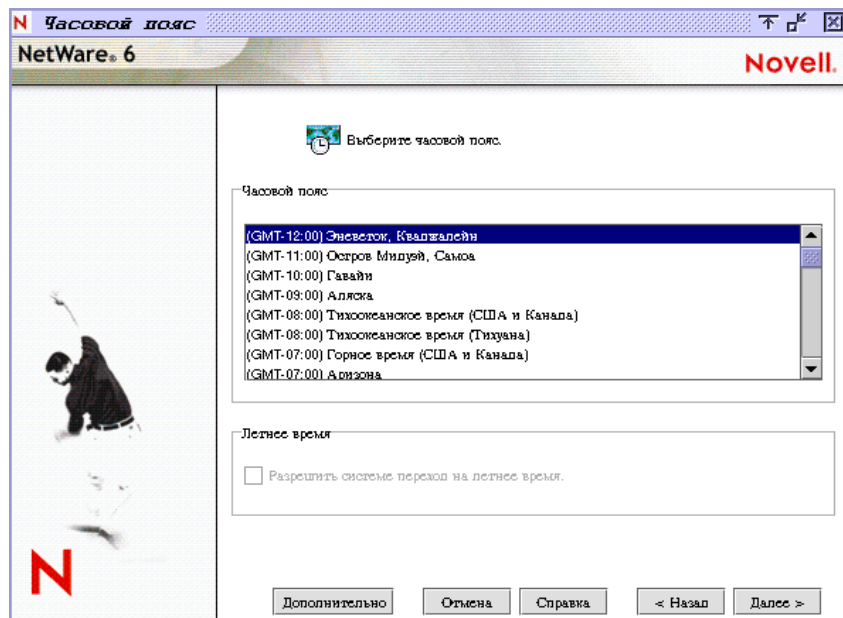 N Часовой пояс
NetWare® 6
Novell.
Выберите часовой пояс.
Часовой пояс
(GMT-12:00) Эневеток, Кваджалейн
(GMT-11:00) Остров Мидуэй, Самоа
(GMT-10:00) Гавайи
(GMT-09:00) Аляска
(GMT-08:00) Тихоокеанское время (США и Канада)
(GMT-08:00) Тихоокеанское время (Тихуана)
(GMT-07:00) Горное время (США и Канада)
(GMT-07:00) Аризона
Летнее время
Разрешить системе переход на летнее время.
N
Дополнительно Отмена Справка < Назад Далее >